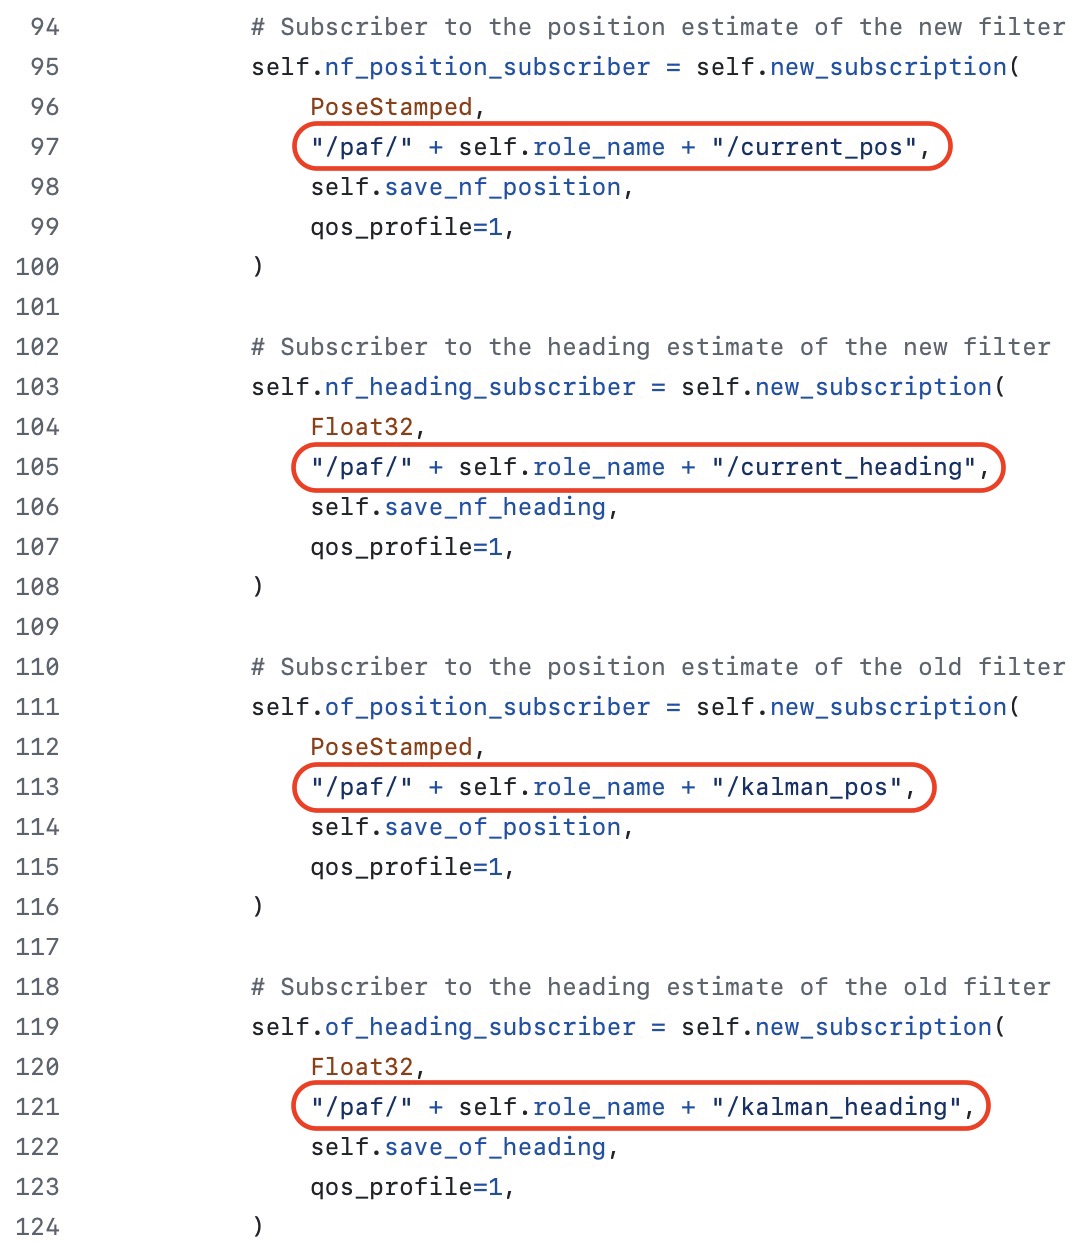 94 # Subscriber to the position estimate of the new filter
95 self.nf_position_subscriber = self.new_subscription(
96 PoseStamped,
97 "/paf/" + self.role_name + "/current_pos",
98 self.save_nf_position,
99 qos_profile=1,
100 )
101
102 # Subscriber to the heading estimate of the new filter
103 self.nf_heading_subscriber = self.new_subscription(
104 Float32,
105 "/paf/" + self.role_name + "/current_heading",
106 self.save_nf_heading,
107 qos_profile=1,
108 )
109
110 # Subscriber to the position estimate of the old filter
111 self.of_position_subscriber = self.new_subscription(
112 PoseStamped,
113 "/paf/" + self.role_name + "/kalman_pos",
114 self.save_of_position,
115 qos_profile=1,
116 )
117
118 # Subscriber to the heading estimate of the old filter
119 self.of_heading_subscriber = self.new_subscription(
120 Float32,
121 "/paf/" + self.role_name + "/kalman_heading",
122 self.save_of_heading,
123 qos_profile=1,
124 )